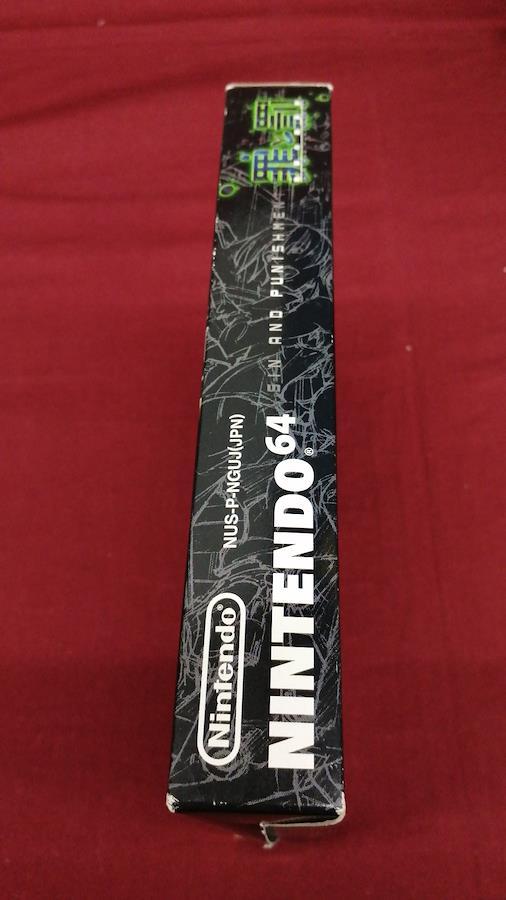 Nintendo®
NUS-P-NGUJ(JPN)
NINTENDO64®
SIN AND PUNISHMENT
罪と罰